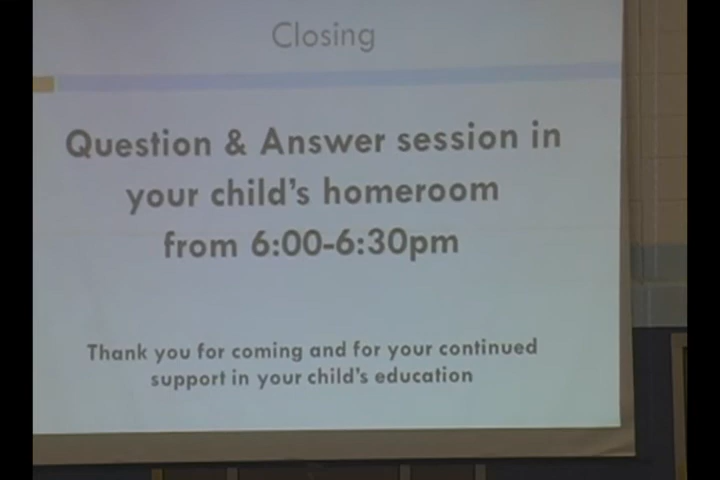 Closing
Question & Answer session in
your child's homeroom
from 6:00-6:30pm
Thank you for coming and for your continued
support in your child's education